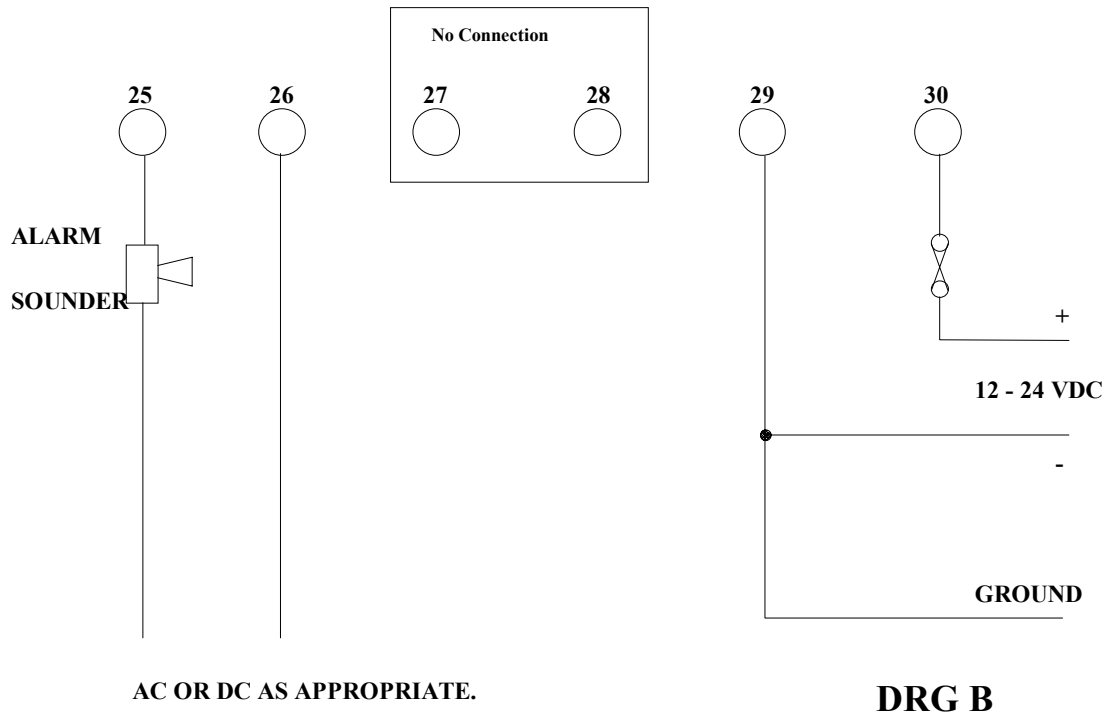 No Connection
25 26 27 28 29 30
ALARM
SOUNDER
+
12 - 24 VDC
-
GROUND
AC OR DC AS APPROPRIATE.
DRG B